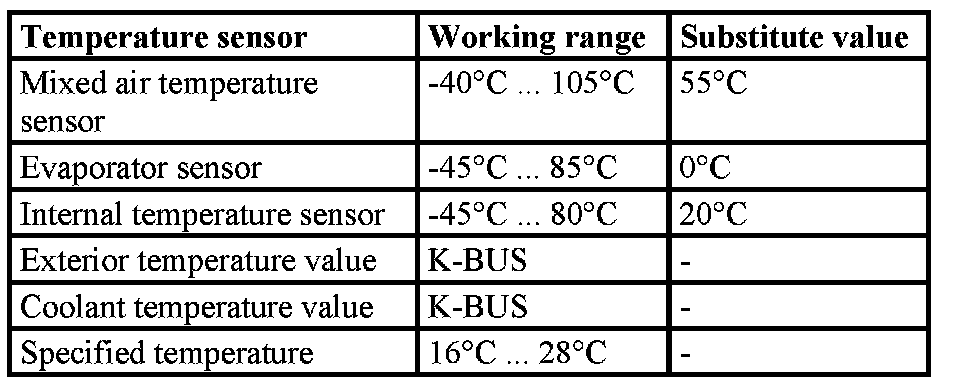 Temperature sensor Working range Substitute value
Mixed air temperature -40°C ... 105°C 55°C
sensor
Evaporator sensor -45°C ... 85°C 0°C
Internal temperature sensor -45°C ... 80°C 20°C
Exterior temperature value K-BUS -
Coolant temperature value K-BUS -
Specified temperature 16°C ... 28°C -